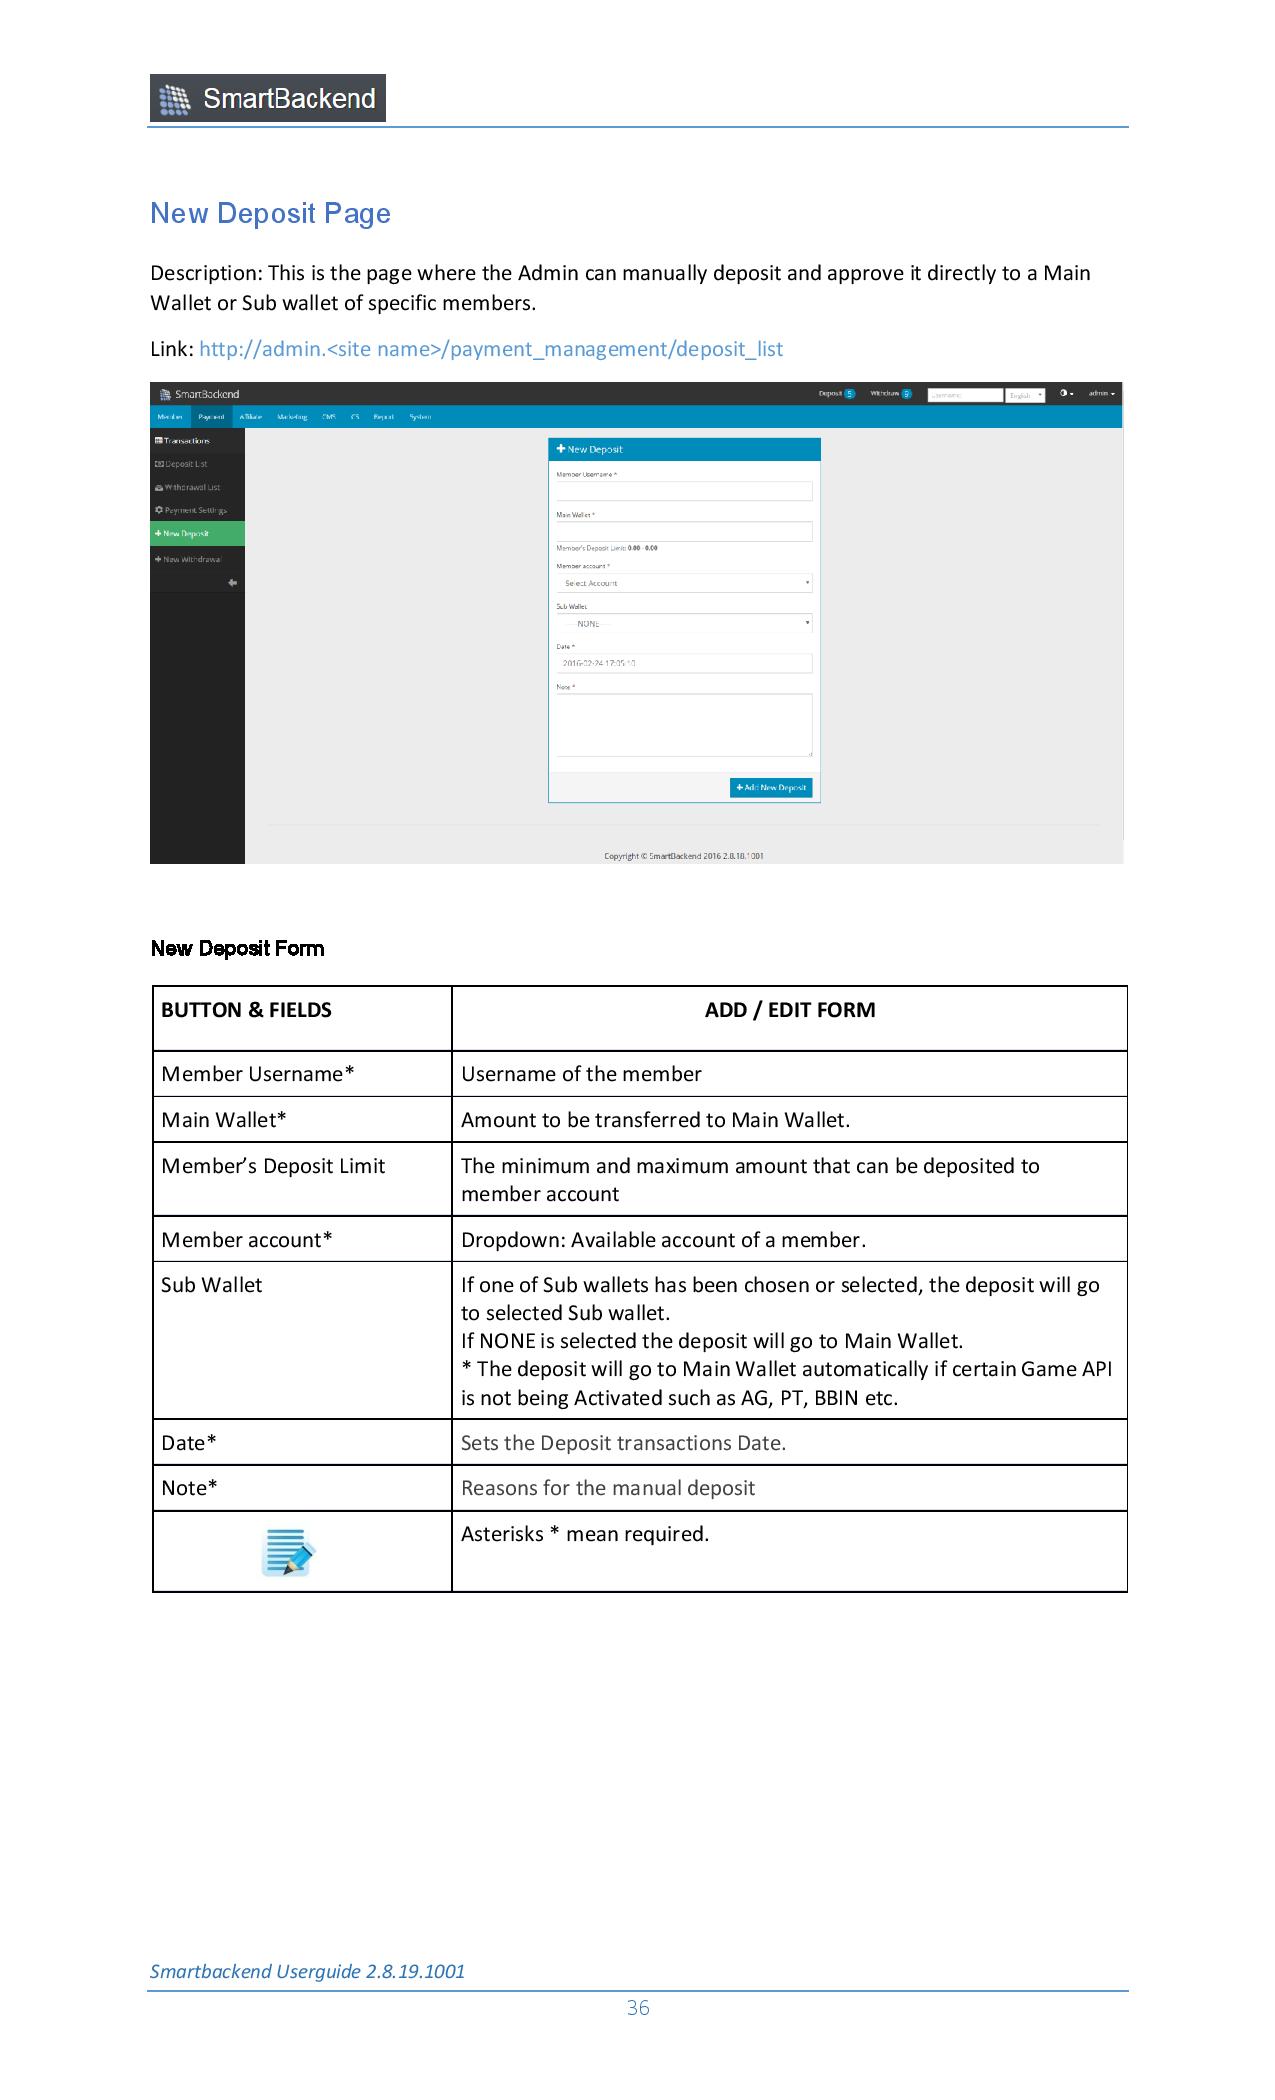 SmartBackend
New Deposit Page
Description: This is the page where the Admin can manually deposit and approve it directly to a Main
Wallet or Sub wallet of specific members.
Link: http://admin.<site name>/payment_management/deposit_list
SmartBackend
Deposit 5 Withdraw 9 Username English admin
Member Payment Affiliate Marketing CMS CS Report System
Transactions
Deposit List
Withdrawal List
Payment Settings
New Deposit
New Withdrawal
New Deposit
Member Username *
Main Wallet *
Member's Deposit Limit: 0.00 - 0.00
Member account *
Select Account
Sub Wallet
----NONE----
Date *
2016-02-24 17:05:10
Note *
Add New Deposit
Copyright © SmartBackend 2016 2.8.18.1001
New Deposit Form
BUTTON & FIELDS ADD / EDIT FORM
Member Username* Username of the member
Main Wallet* Amount to be transferred to Main Wallet.
Member’s Deposit Limit The minimum and maximum amount that can be deposited to
member account
Member account* Dropdown: Available account of a member.
Sub Wallet If one of Sub wallets has been chosen or selected, the deposit will go
to selected Sub wallet.
If NONE is selected the deposit will go to Main Wallet.
* The deposit will go to Main Wallet automatically if certain Game API
is not being Activated such as AG, PT, BBIN etc.
Date* Sets the Deposit transactions Date.
Note* Reasons for the manual deposit
Asterisks * mean required.
Smartbackend Userguide 2.8.19.1001
36